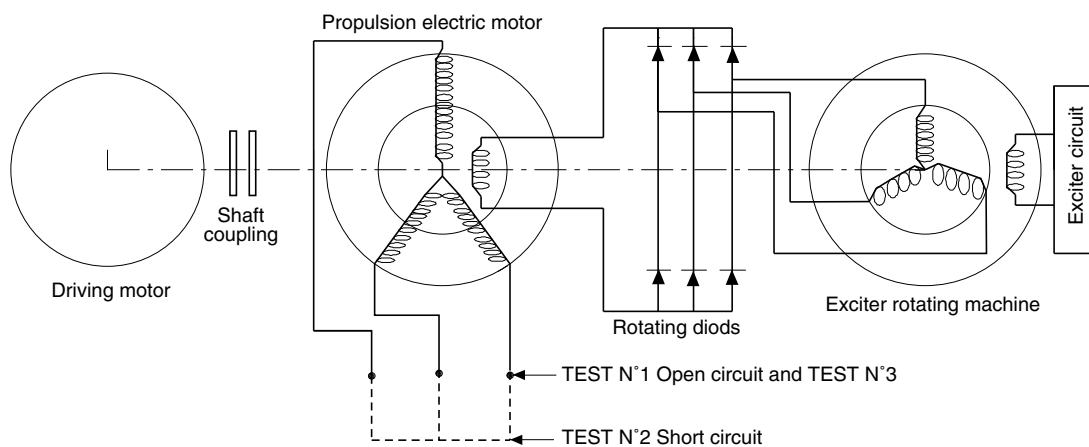 Propulsion electric motor
Shaft
coupling
Driving motor
Rotating diods
Exciter rotating machine
Exciter circuit
TEST N°1 Open circuit and TEST N°3
TEST N°2 Short circuit